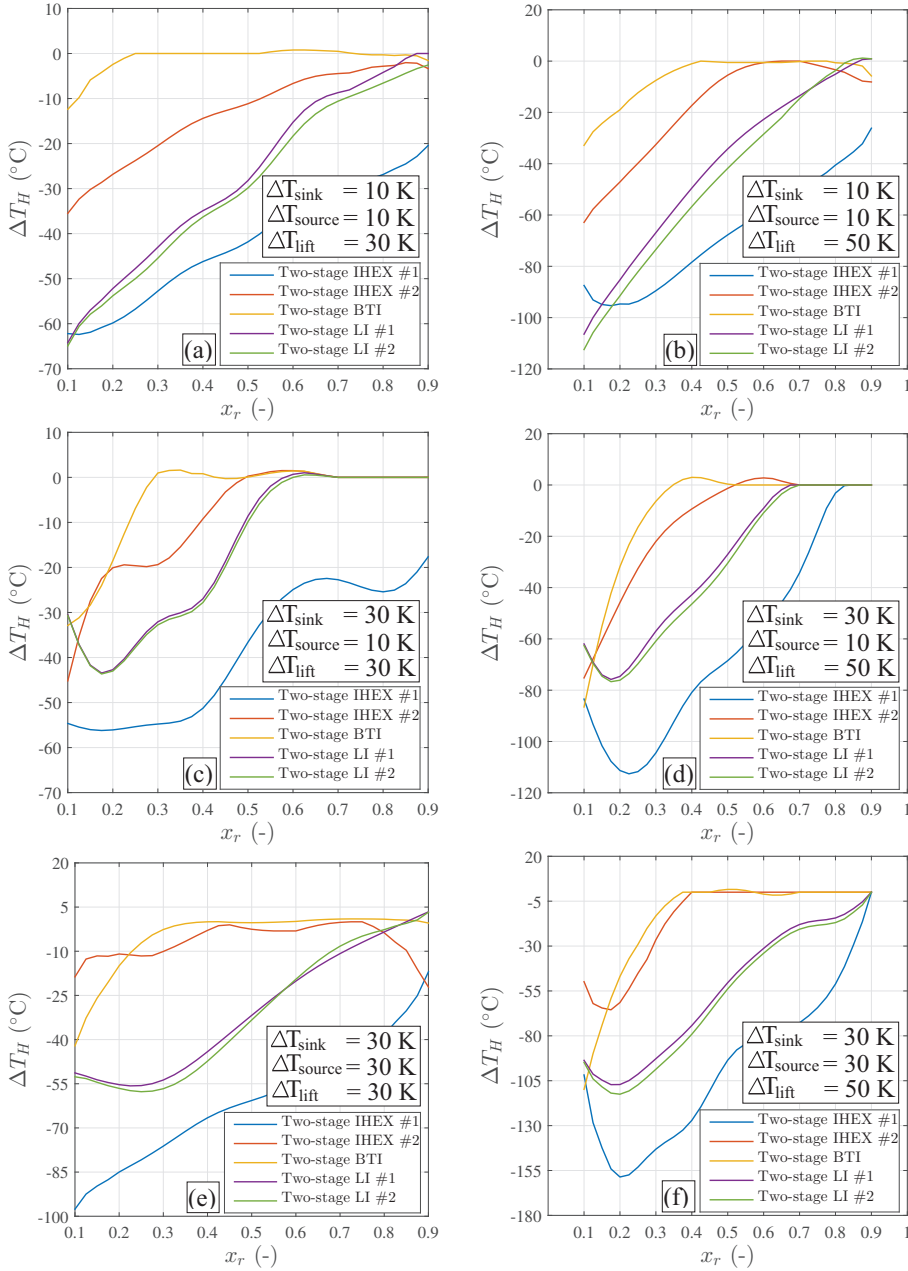 10
0
-10
-20
-30
-40
-50
-60
-70
ΔT_H (°C)
ΔT_sink = 10 K
ΔT_source = 10 K
ΔT_lift = 30 K
Two-stage IHEX #1
Two-stage IHEX #2
Two-stage BTI
Two-stage LI #1
Two-stage LI #2
(a)
0.1 0.2 0.3 0.4 0.5 0.6 0.7 0.8 0.9
x_r (-)
20
0
-20
-40
-60
-80
-100
-120
ΔT_H (°C)
ΔT_sink = 10 K
ΔT_source = 10 K
ΔT_lift = 50 K
Two-stage IHEX #1
Two-stage IHEX #2
Two-stage BTI
Two-stage LI #1
Two-stage LI #2
(b)
0 0.1 0.2 0.3 0.4 0.5 0.6 0.7 0.8 0.9 1
x_r (-)
10
0
-10
-20
-30
-40
-50
-60
-70
ΔT_H (°C)
ΔT_sink = 30 K
ΔT_source = 10 K
ΔT_lift = 30 K
Two-stage IHEX #1
Two-stage IHEX #2
Two-stage BTI
Two-stage LI #1
Two-stage LI #2
(c)
0.1 0.2 0.3 0.4 0.5 0.6 0.7 0.8 0.9
x_r (-)
20
0
-20
-40
-60
-80
-100
-120
ΔT_H (°C)
ΔT_sink = 30 K
ΔT_source = 10 K
ΔT_lift = 50 K
Two-stage IHEX #1
Two-stage IHEX #2
Two-stage BTI
Two-stage LI #1
Two-stage LI #2
(d)
0 0.1 0.2 0.3 0.4 0.5 0.6 0.7 0.8 0.9 1
x_r (-)
20
5
-10
-25
-40
-55
-70
-85
-100
ΔT_H (°C)
ΔT_sink = 30 K
ΔT_source = 30 K
ΔT_lift = 30 K
Two-stage IHEX #1
Two-stage IHEX #2
Two-stage BTI
Two-stage LI #1
Two-stage LI #2
(e)
0.1 0.2 0.3 0.4 0.5 0.6 0.7 0.8 0.9
x_r (-)
20
-5
-30
-55
-80
-105
-130
-155
-180
ΔT_H (°C)
ΔT_sink = 30 K
ΔT_source = 30 K
ΔT_lift = 50 K
Two-stage IHEX #1
Two-stage IHEX #2
Two-stage BTI
Two-stage LI #1
Two-stage LI #2
(f)
0 0.1 0.2 0.3 0.4 0.5 0.6 0.7 0.8 0.9 1
x_r (-)